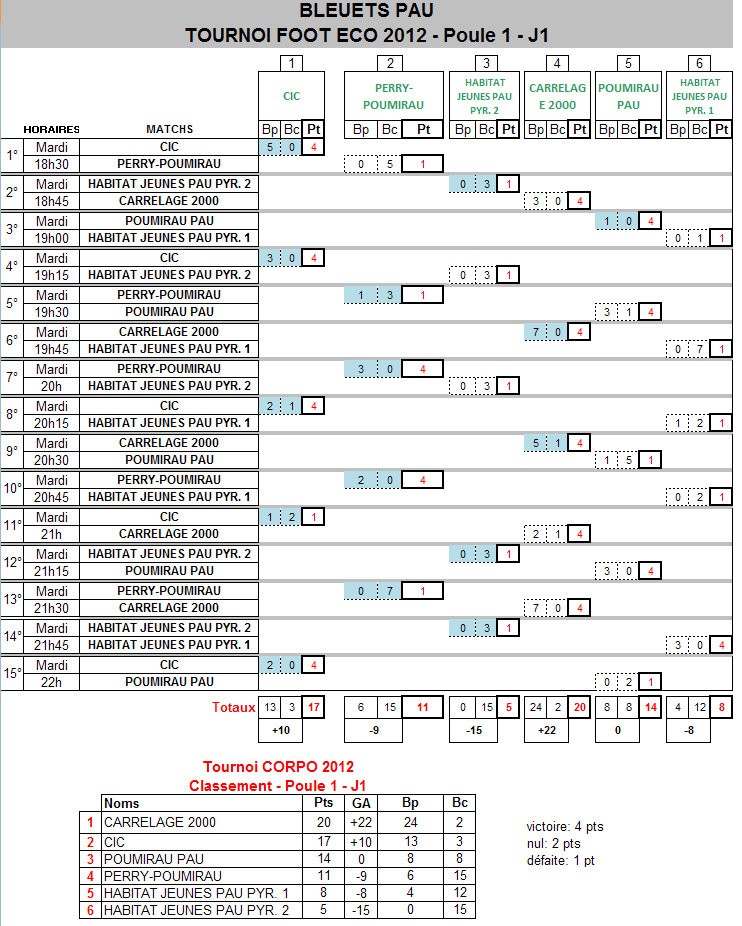 BLEUETS PAU
TOURNOI FOOT ECO 2012 - Poule 1 - J1
1 2 3 4 5 6
CIC PERRY-POUMIRAU HABITAT JEUNES PAU PYR. 2 CARRELAGE 2000 POUMIRAU PAU HABITAT JEUNES PAU PYR. 1
HORAIRES MATCHS Bp Bc Pt Bp Bc Pt Bp Bc Pt Bp Bc Pt Bp Bc Pt Bp Bc Pt
1° Mardi CIC 5 0 4
18h30 PERRY-POUMIRAU 0 5 1
2° Mardi HABITAT JEUNES PAU PYR. 2 0 3 1
18h45 CARRELAGE 2000 3 0 4
3° Mardi POUMIRAU PAU 1 0 4
19h00 HABITAT JEUNES PAU PYR. 1 0 1 1
4° Mardi CIC 3 0 4
19h15 HABITAT JEUNES PAU PYR. 2 0 3 1
5° Mardi PERRY-POUMIRAU 1 3 1
19h30 POUMIRAU PAU 3 1 4
6° Mardi CARRELAGE 2000 7 0 4
19h45 HABITAT JEUNES PAU PYR. 1 0 7 1
7° Mardi PERRY-POUMIRAU 3 0 4
20h HABITAT JEUNES PAU PYR. 2 0 3 1
8° Mardi CIC 2 1 4
20h15 HABITAT JEUNES PAU PYR. 1 1 2 1
9° Mardi CARRELAGE 2000 5 1 4
20h30 POUMIRAU PAU 1 5 1
10° Mardi PERRY-POUMIRAU 2 0 4
20h45 HABITAT JEUNES PAU PYR. 1 0 2 1
11° Mardi CIC 1 2 1
21h CARRELAGE 2000 2 1 4
12° Mardi HABITAT JEUNES PAU PYR. 2 0 3 1
21h15 POUMIRAU PAU 3 0 4
13° Mardi PERRY-POUMIRAU 0 7 1
21h30 CARRELAGE 2000 7 0 4
14° Mardi HABITAT JEUNES PAU PYR. 2 0 3 1
21h45 HABITAT JEUNES PAU PYR. 1 3 0 4
15° Mardi CIC 2 0 4
22h POUMIRAU PAU 0 2 1
Totaux 13 3 17 6 15 11 0 15 5 24 2 20 8 8 14 4 12 8
+10 -9 -15 +22 0 -8
Tournoi CORPO 2012
Classement - Poule 1 - J1
Noms Pts GA Bp Bc
1 CARRELAGE 2000 20 +22 24 2
2 CIC 17 +10 13 3
3 POUMIRAU PAU 14 0 8 8
4 PERRY-POUMIRAU 11 -9 6 15
5 HABITAT JEUNES PAU PYR. 1 8 -8 4 12
6 HABITAT JEUNES PAU PYR. 2 5 -15 0 15
victoire: 4 pts
nul: 2 pts
défaite: 1 pt